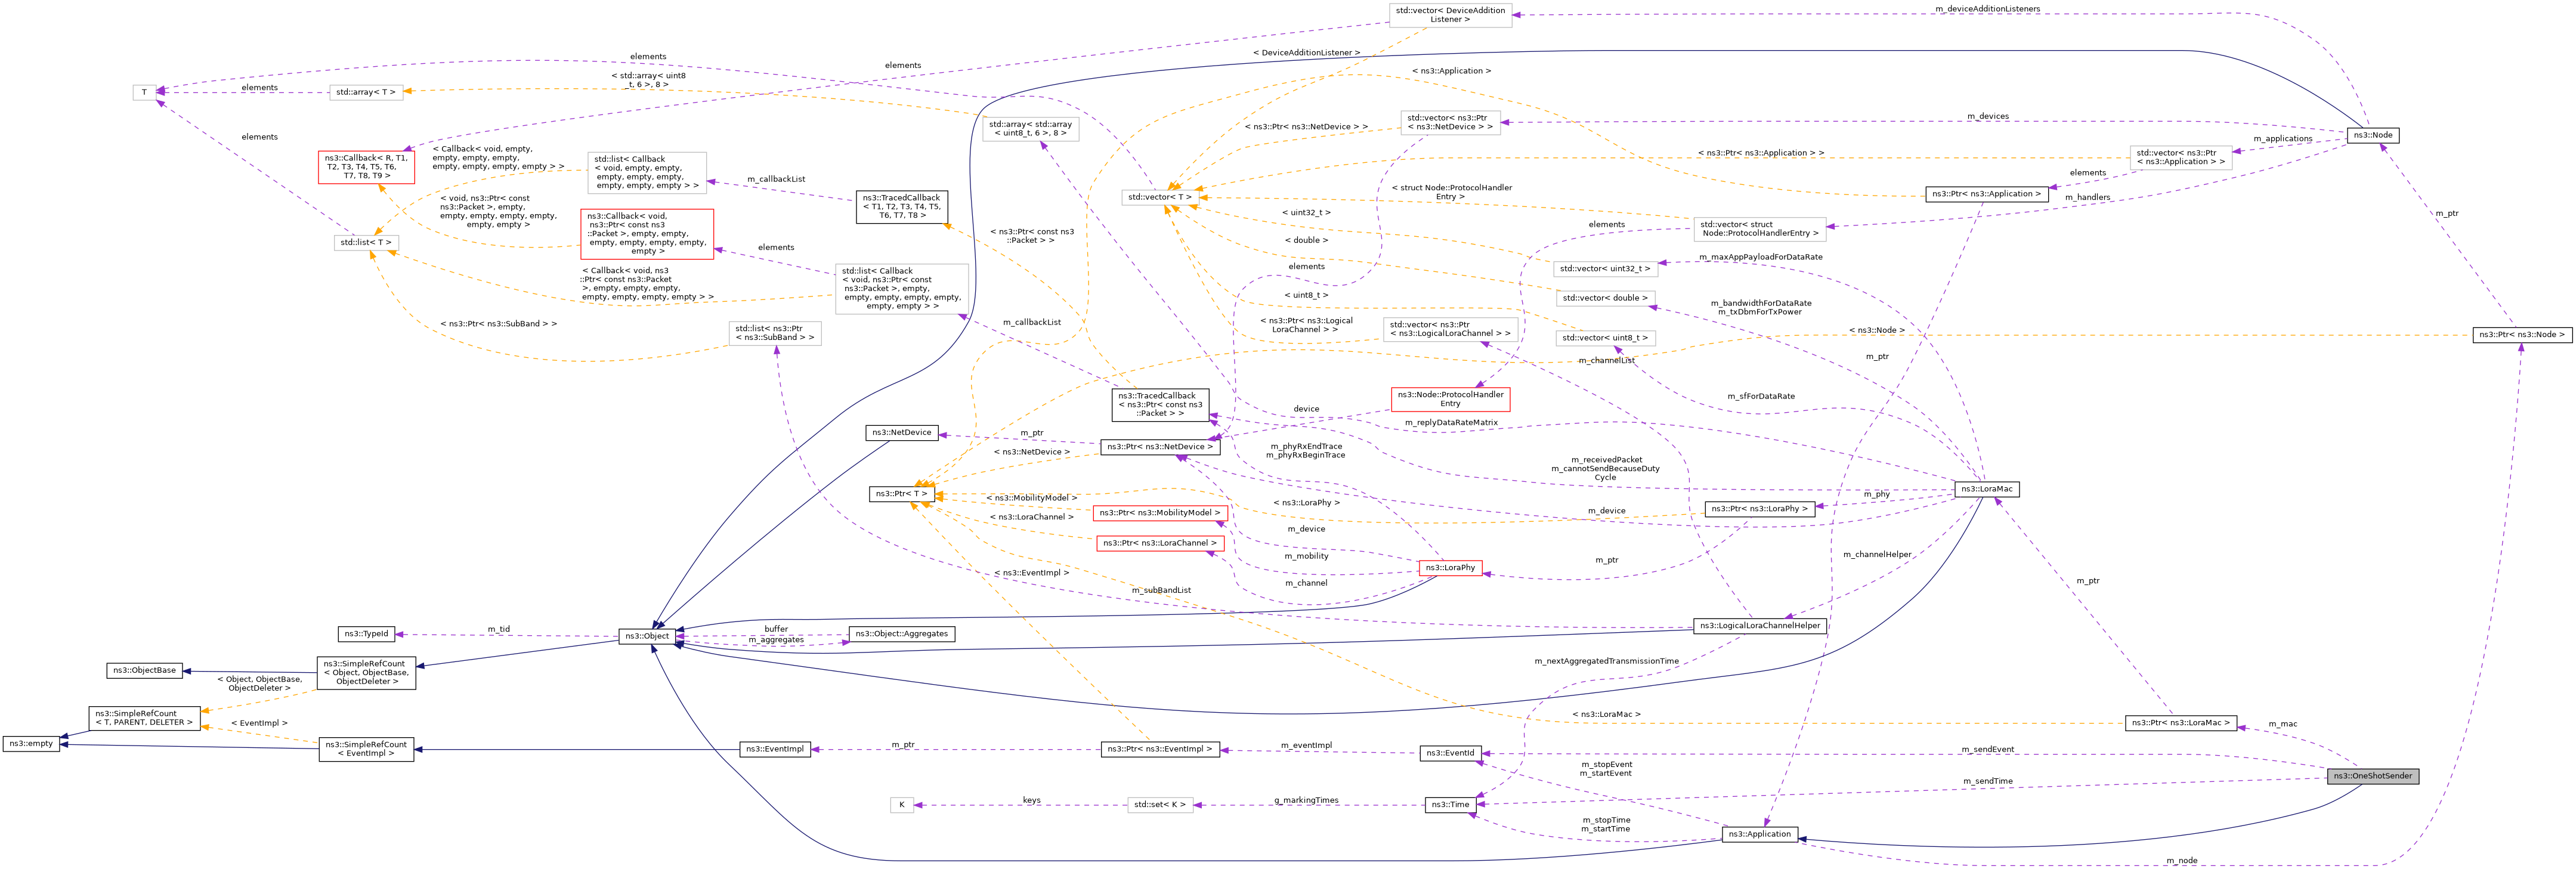 std::vector< DeviceAddition
Listener >
m_deviceAdditionListeners
< DeviceAdditionListener >
elements
elements
< ns3::Application >
< std::array< uint8
_t, 6 >, 8 >
T
elements
std::array< T >
std::array< std::array
< uint8_t, 6 >, 8 >
std::vector< ns3::Ptr
< ns3::NetDevice > >
m_devices
< ns3::Ptr< ns3::NetDevice > >
ns3::Node
m_applications
elements
ns3::Callback< R, T1,
T2, T3, T4, T5, T6,
T7, T8, T9 >
< Callback< void, empty,
empty, empty, empty,
empty, empty, empty, empty > >
std::list< Callback
< void, empty, empty,
empty, empty, empty,
empty, empty, empty > >
m_callbackList
ns3::TracedCallback
< T1, T2, T3, T4, T5,
T6, T7, T8 >
< ns3::Ptr< ns3::Application > >
std::vector< ns3::Ptr
< ns3::Application > >
elements
ns3::Ptr< ns3::Application >
m_handlers
std::vector< T >
< struct Node::ProtocolHandler
Entry >
< void, ns3::Ptr< const
ns3::Packet >, empty,
empty, empty, empty, empty,
empty, empty >
ns3::Callback< void,
ns3::Ptr< const ns3
::Packet >, empty, empty,
empty, empty, empty, empty,
empty >
std::list< T >
elements
< uint32_t >
elements
std::vector< struct
Node::ProtocolHandlerEntry >
m_ptr
< ns3::Ptr< const ns3
::Packet > >
< double >
< Callback< void, ns3
::Ptr< const ns3::Packet
>, empty, empty, empty,
empty, empty, empty, empty > >
std::list< Callback
< void, ns3::Ptr< const
ns3::Packet >, empty,
empty, empty, empty, empty,
empty, empty > >
elements
std::vector< uint32_t >
m_maxAppPayloadForDataRate
< uint8_t >
std::vector< double >
m_bandwidthForDataRate
m_txDbmForTxPower
< ns3::Ptr< ns3::SubBand > >
std::list< ns3::Ptr
< ns3::SubBand > >
m_callbackList
< ns3::Ptr< ns3::Logical
LoraChannel > >
std::vector< ns3::Ptr
< ns3::LogicalLoraChannel > >
std::vector< uint8_t >
< ns3::Node >
ns3::Ptr< ns3::Node >
m_channelList
m_ptr
ns3::TracedCallback
< ns3::Ptr< const ns3
::Packet > >
device
ns3::Node::ProtocolHandler
Entry
m_sfForDataRate
m_replyDataRateMatrix
ns3::NetDevice
m_ptr
ns3::Ptr< ns3::NetDevice >
m_phyRxEndTrace
m_phyRxBeginTrace
< ns3::NetDevice >
m_receivedPacket
m_cannotSendBecauseDuty
Cycle
ns3::Ptr< T >
< ns3::MobilityModel >
< ns3::LoraPhy >
m_phy
ns3::LoraMac
ns3::Ptr< ns3::MobilityModel >
m_device
ns3::Ptr< ns3::LoraPhy >
< ns3::LoraChannel >
m_device
ns3::Ptr< ns3::LoraChannel >
m_mobility
m_ptr
m_channelHelper
< ns3::EventImpl >
m_channel
ns3::LoraPhy
m_ptr
m_subBandList
ns3::TypeId
m_tid
ns3::Object
buffer
m_aggregates
ns3::Object::Aggregates
ns3::LogicalLoraChannelHelper
ns3::ObjectBase
ns3::SimpleRefCount
< Object, ObjectBase,
ObjectDeleter >
< Object, ObjectBase,
ObjectDeleter >
m_nextAggregatedTransmissionTime
ns3::SimpleRefCount
< T, PARENT, DELETER >
< EventImpl >
< ns3::LoraMac >
ns3::Ptr< ns3::LoraMac >
m_mac
ns3::empty
ns3::SimpleRefCount
< EventImpl >
ns3::EventImpl
m_ptr
ns3::Ptr< ns3::EventImpl >
m_eventImpl
ns3::EventId
m_sendEvent
m_stopEvent
m_startEvent
ns3::OneShotSender
m_sendTime
K
keys
std::set< K >
g_markingTimes
ns3::Time
m_stopTime
m_startTime
ns3::Application
m_node